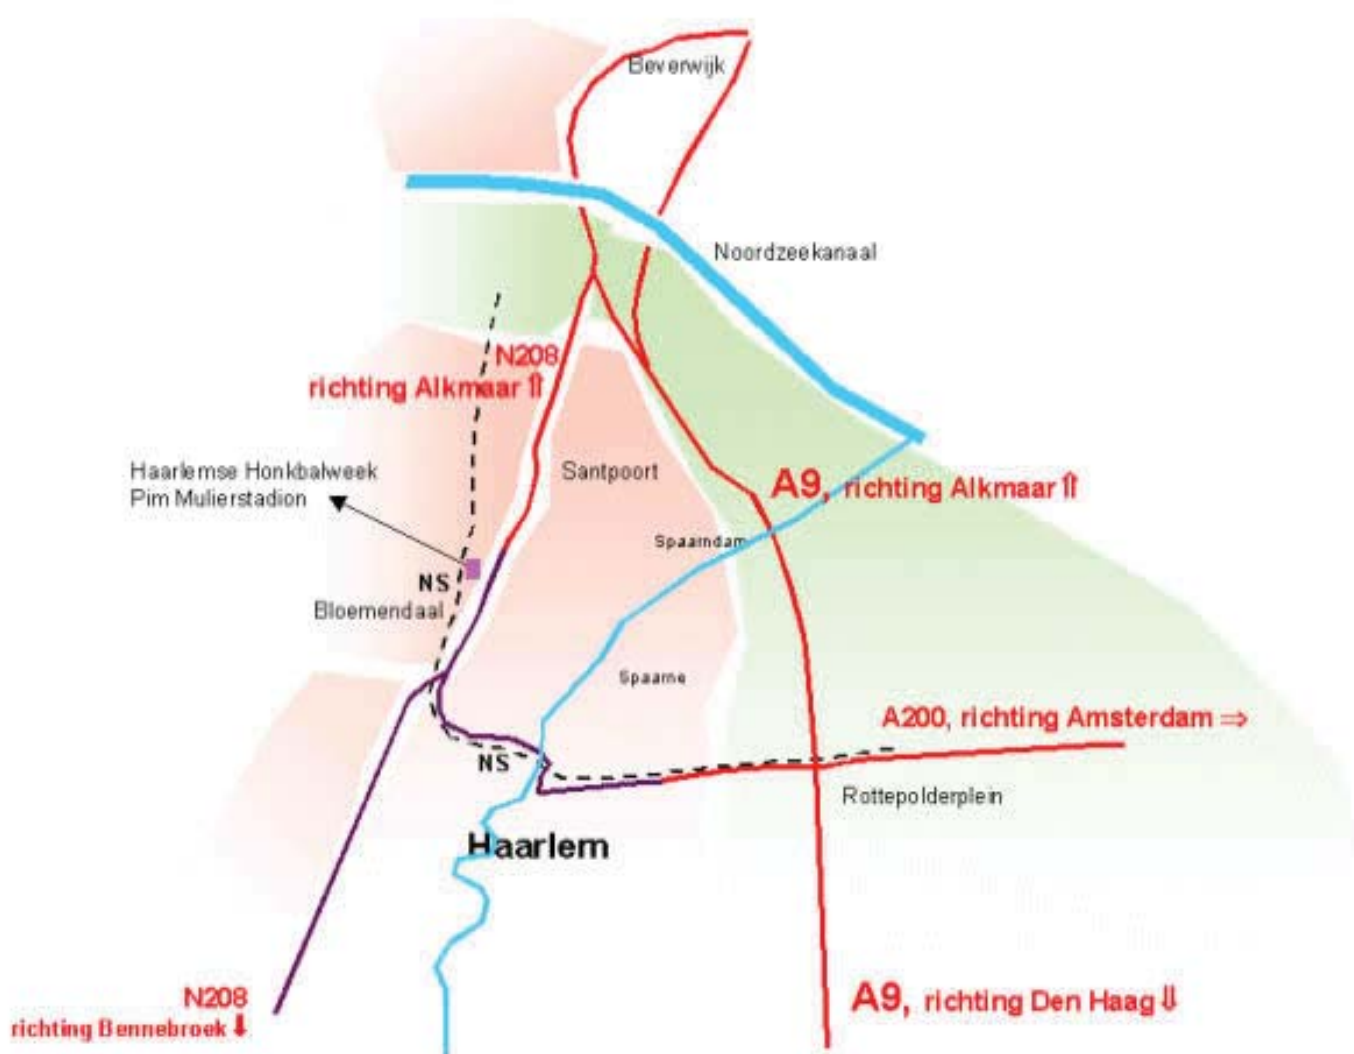 Beverwijk
Noordzeekanaal
N208
richting Alkmaar ⇑
Haarlemse Honkbalweek
Pim Mulierstadion
Santpoort
A9, richting Alkmaar ⇑
Spaarndam
NS
Bloemendaal
Spaarne
A200, richting Amsterdam ⇒
NS
Rottepolderplein
Haarlem
N208
richting Bennebroek ⬇
A9, richting Den Haag ⇓